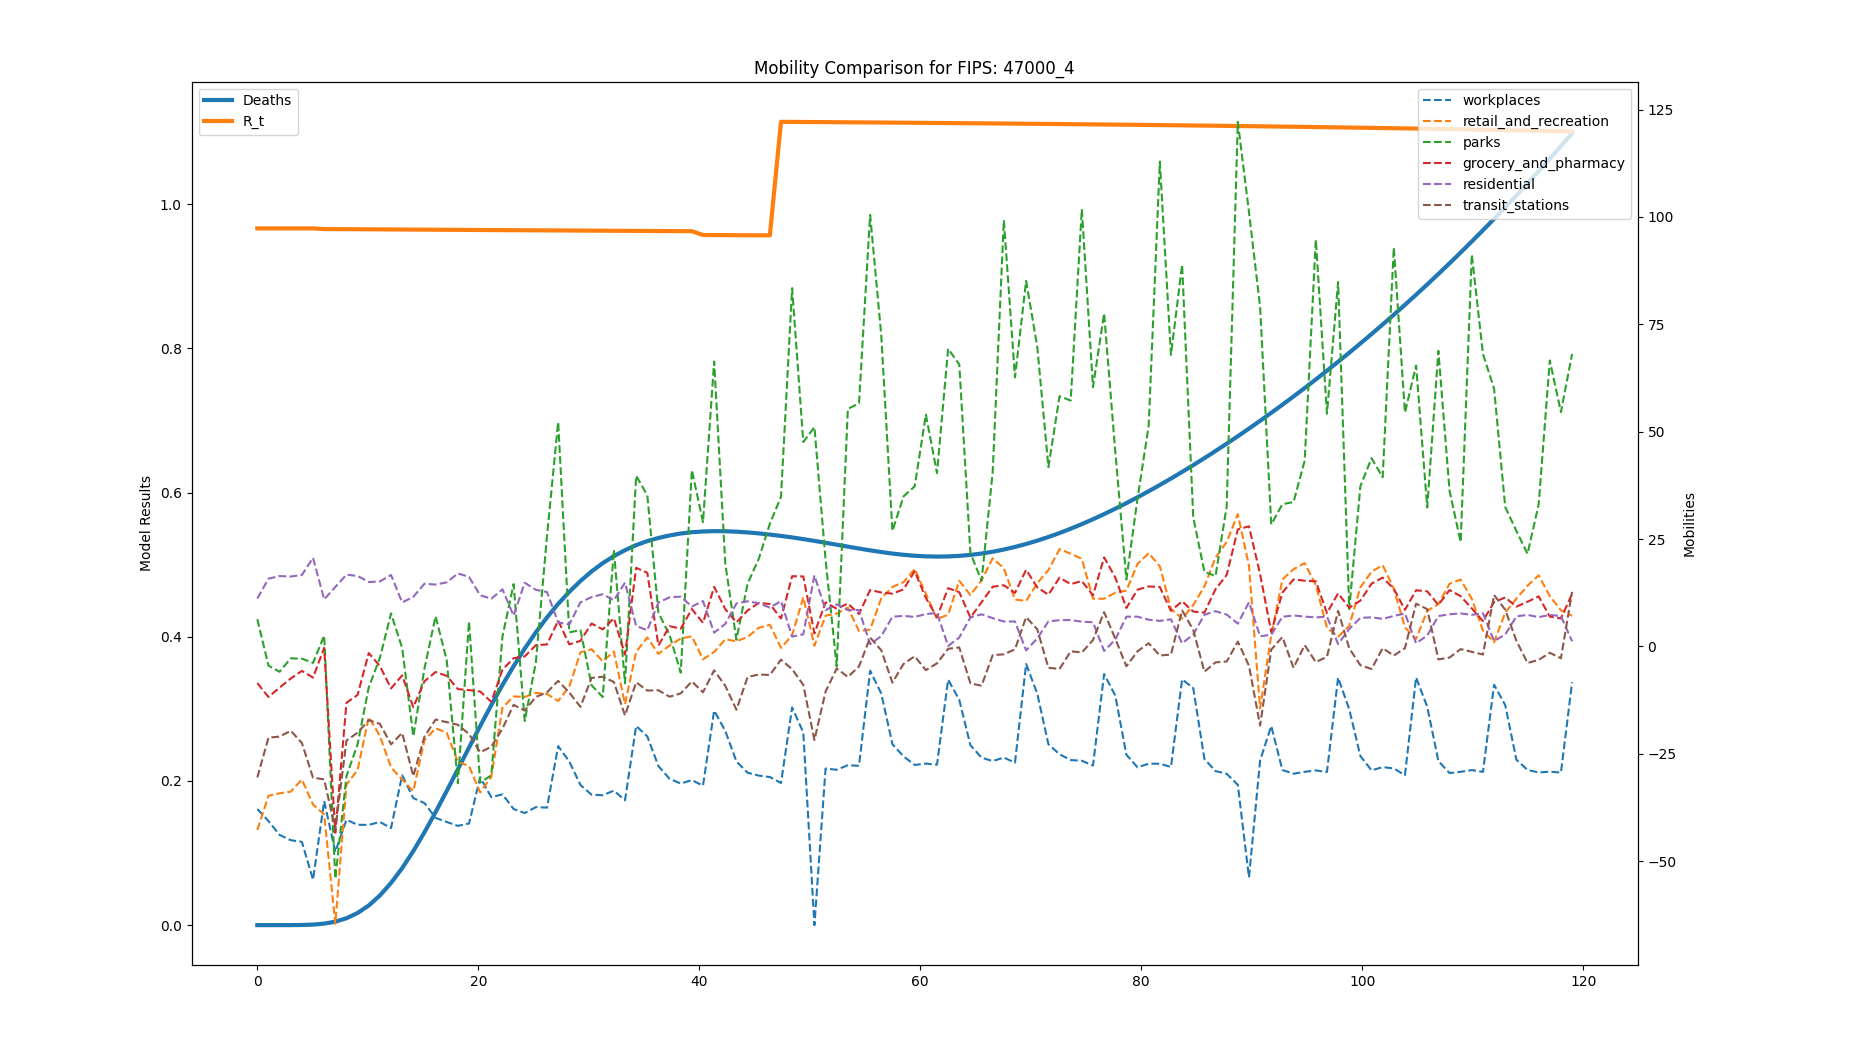 Mobility Comparison for FIPS: 47000_4
Deaths
R_t
workplaces
retail_and_recreation
parks
grocery_and_pharmacy
residential
transit_stations
Model Results
1.0
0.8
0.6
0.4
0.2
0.0
125
100
75
50
25
0
−25
−50
Mobilities
0 20 40 60 80 100 120